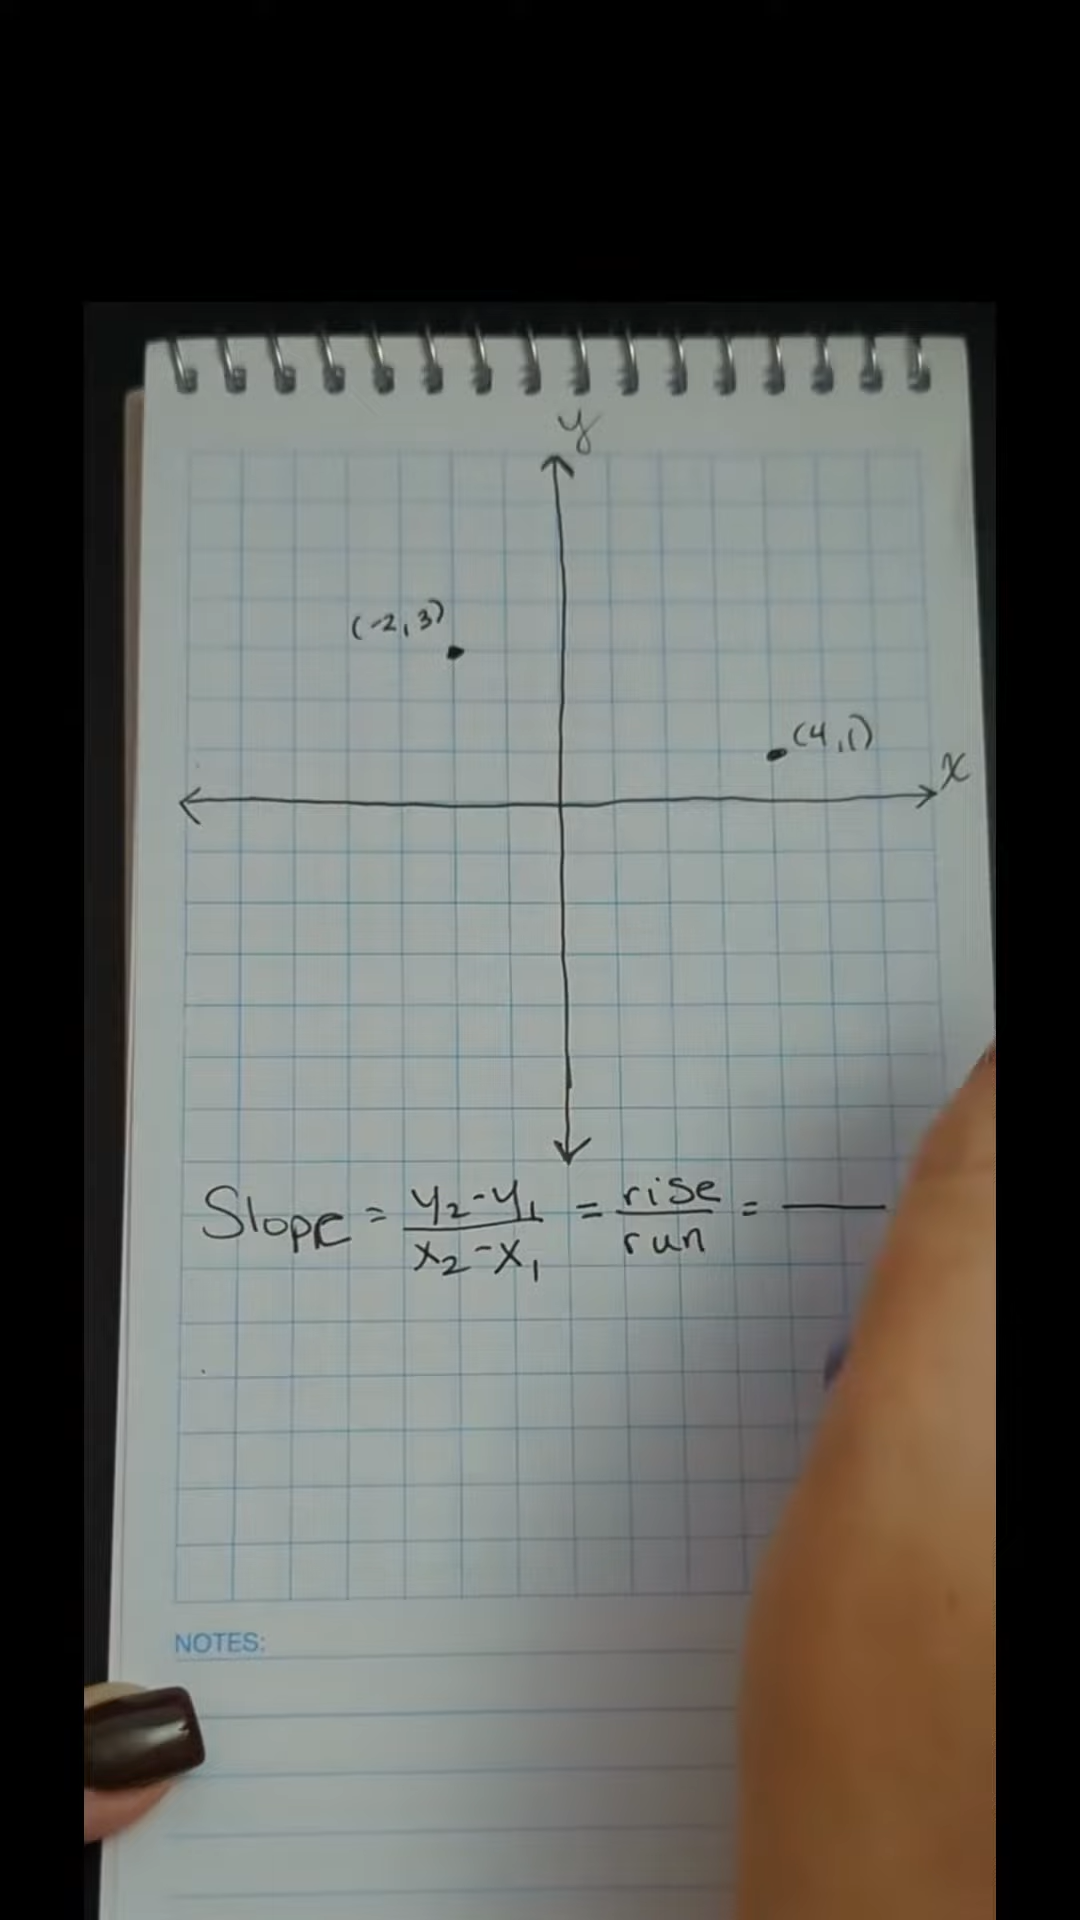 y
(-2,3)
(4,1)
x
Slope = y₂-y₁ / x₂-x₁ = rise / run =
NOTES: